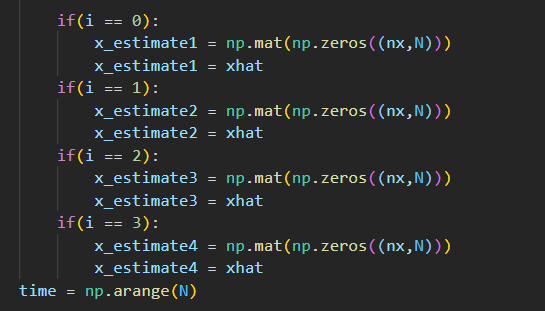 if(i == 0):
x_estimate1 = np.mat(np.zeros((nx,N)))
x_estimate1 = xhat
if(i == 1):
x_estimate2 = np.mat(np.zeros((nx,N)))
x_estimate2 = xhat
if(i == 2):
x_estimate3 = np.mat(np.zeros((nx,N)))
x_estimate3 = xhat
if(i == 3):
x_estimate4 = np.mat(np.zeros((nx,N)))
x_estimate4 = xhat
time = np.arange(N)